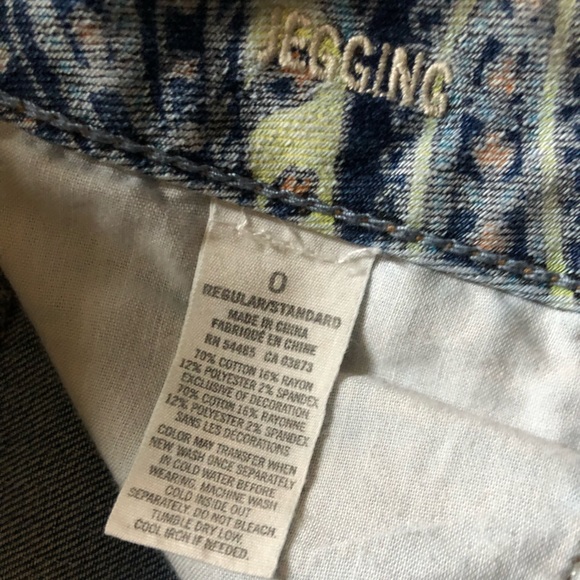 JEGGING
0
REGULAR/STANDARD
MADE IN CHINA
FABRIQUÉ EN CHINE
RN 54485 CA 03873
70% COTTON 16% RAYON
12% POLYESTER 2% SPANDEX
EXCLUSIVE OF DECORATION
70% COTON 16% RAYONNE
12% POLYESTER 2% SPANDEX
SANS LES DÉCORATIONS
COLOR MAY TRANSFER WHEN
NEW. WASH ONCE SEPARATELY
IN COLD WATER BEFORE
WEARING. MACHINE WASH
COLD INSIDE OUT
SEPARATELY. DO NOT BLEACH.
TUMBLE DRY LOW.
COOL IRON IF NEEDED.